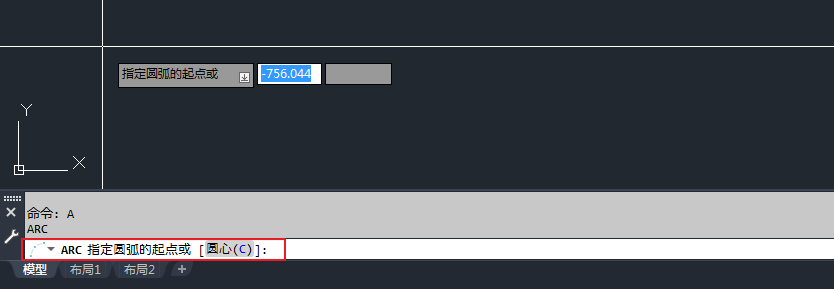 指定圆弧的起点或 -756.044
Y
X
命令: A
ARC
ARC 指定圆弧的起点或 [圆心(C)]:
模型 布局1 布局2 +